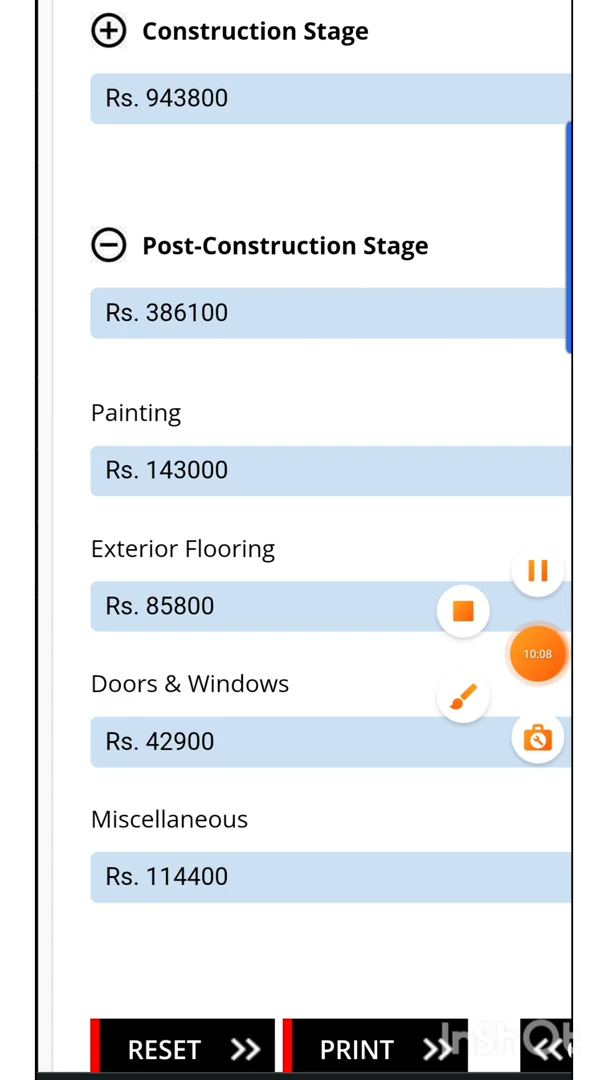 Construction Stage
Rs. 943800
Post-Construction Stage
Rs. 386100
Painting
Rs. 143000
Exterior Flooring
Rs. 85800
10:08
Doors & Windows
Rs. 42900
Miscellaneous
Rs. 114400
RESET
PRINT
InShOt